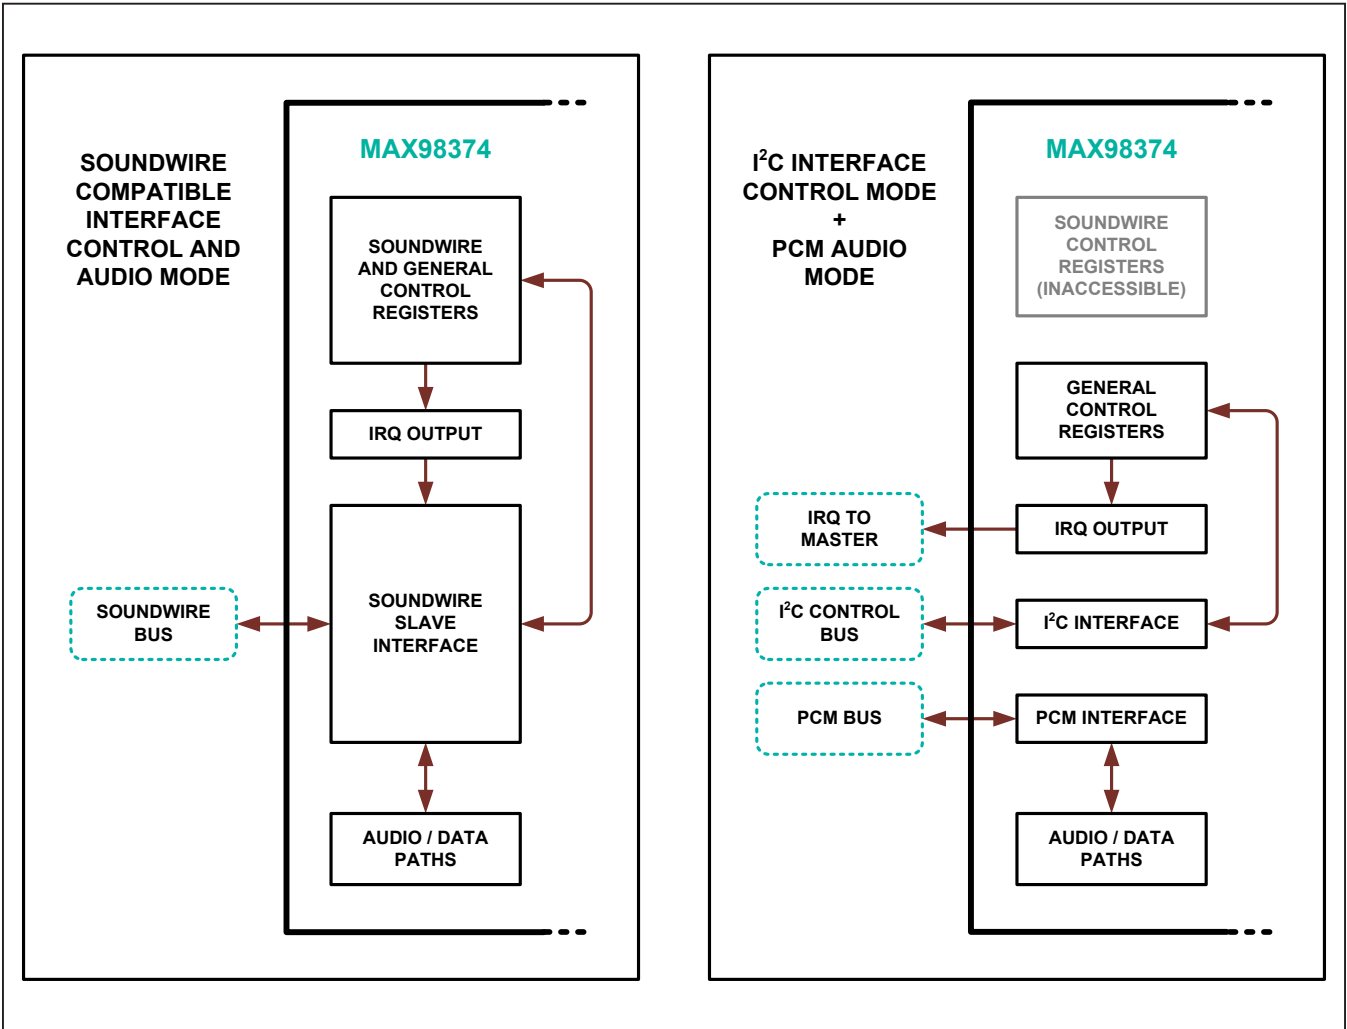 SOUNDWIRE
COMPATIBLE
INTERFACE
CONTROL AND
AUDIO MODE
MAX98374
SOUNDWIRE
AND GENERAL
CONTROL
REGISTERS
IRQ OUTPUT
SOUNDWIRE
SLAVE
INTERFACE
SOUNDWIRE
BUS
AUDIO / DATA
PATHS
I²C INTERFACE
CONTROL MODE
+
PCM AUDIO
MODE
MAX98374
SOUNDWIRE
CONTROL
REGISTERS
(INACCESSIBLE)
GENERAL
CONTROL
REGISTERS
IRQ TO
MASTER
IRQ OUTPUT
I²C CONTROL
BUS
I²C INTERFACE
PCM BUS
PCM INTERFACE
AUDIO / DATA
PATHS